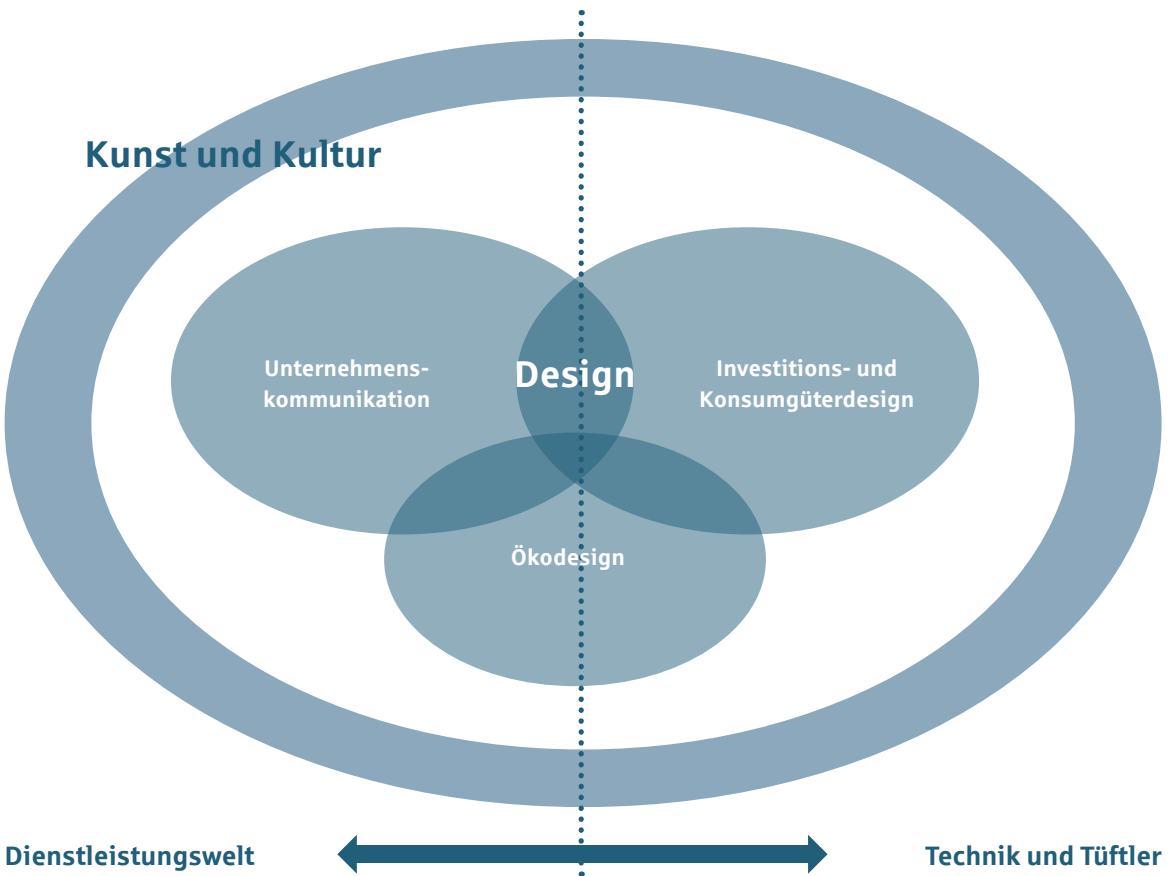 Kunst und Kultur
Unternehmens-
kommunikation
Design
Investitions- und
Konsumgüterdesign
Ökodesign
Dienstleistungswelt
Technik und Tüftler